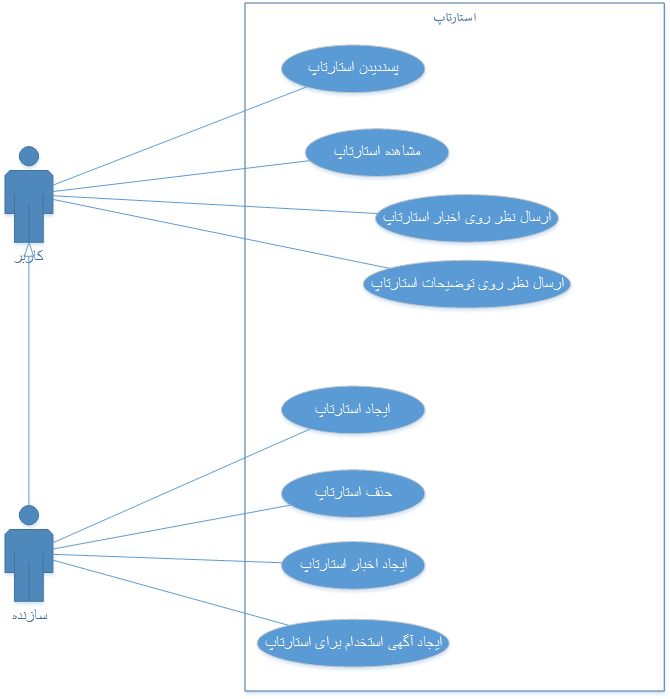 استارتاپ
پسندیدن استارتاپ
مشاهده استارتاپ
ارسال نظر روی اخبار استارتاپ
کاربر
ارسال نظر روی توضیحات استارتاپ
ایجاد استارتاپ
حذف استارتاپ
ایجاد اخبار استارتاپ
سازنده
ایجاد آگهی استخدام برای استارتاپ